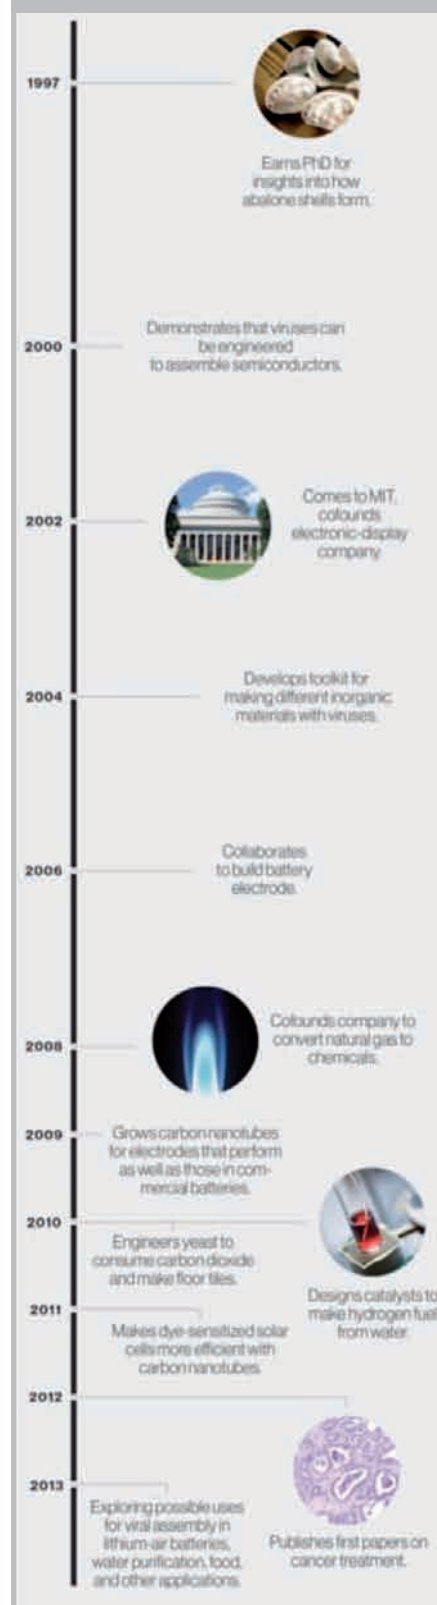 1997
Earns PhD for
insights into how
abalone shells form.
2000
Demonstrates that viruses can
be engineered
to assemble semiconductors.
2002
Comes to MIT,
cofounds
electronic-display
company.
2004
Develops toolkit for
making different inorganic
materials with viruses.
2006
Collaborates
to build battery
electrode.
2008
Cofounds company to
convert natural gas to
chemicals.
2009
Grows carbon nanotubes
for electrodes that perform
as well as those in com-
mercial batteries.
2010
Engineers yeast to
consume carbon dioxide
and make floor tiles.
Designs catalysts to
make hydrogen fuel
from water.
2011
Makes dye-sensitized solar
cells more efficient with
carbon nanotubes.
2012
Publishes first papers on
cancer treatment.
2013
Exploring possible uses
for viral assembly in
lithium-air batteries,
water purification, food,
and other applications.